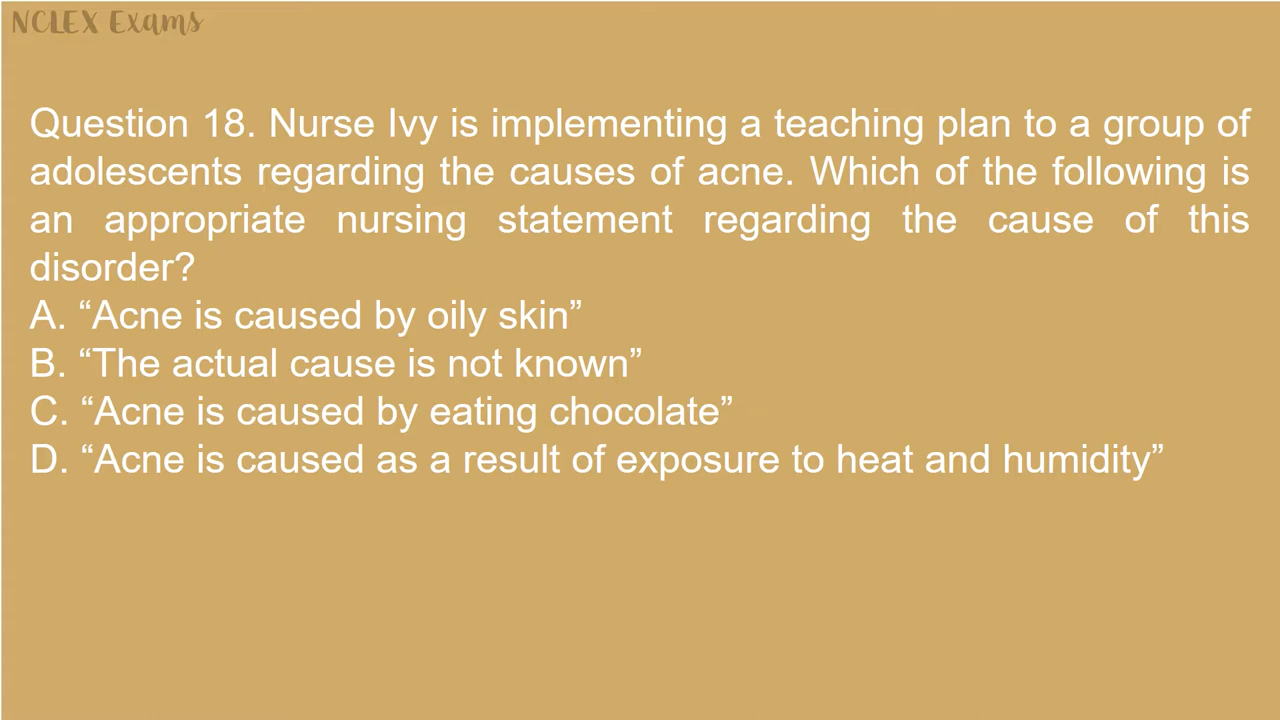 NCLEX Exams
Question 18. Nurse Ivy is implementing a teaching plan to a group of
adolescents regarding the causes of acne. Which of the following is
an appropriate nursing statement regarding the cause of this
disorder?
A. “Acne is caused by oily skin”
B. “The actual cause is not known”
C. “Acne is caused by eating chocolate”
D. “Acne is caused as a result of exposure to heat and humidity”